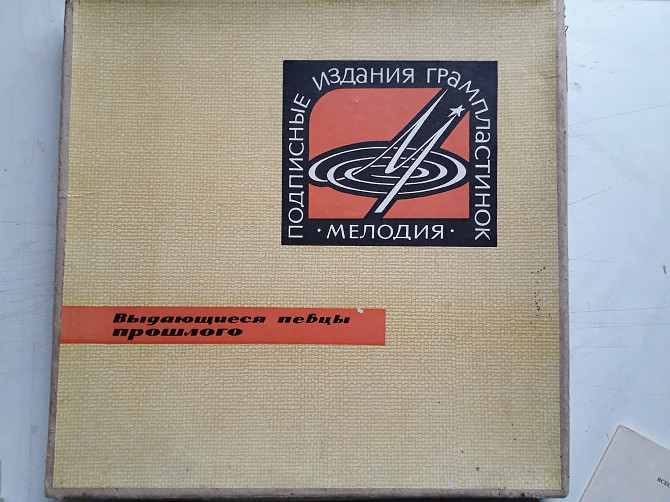 ПОДПИСНЫЕ ИЗДАНИЯ ГРАМПЛАСТИНОК
· МЕЛОДИЯ ·
Выдающиеся певцы
прошлого